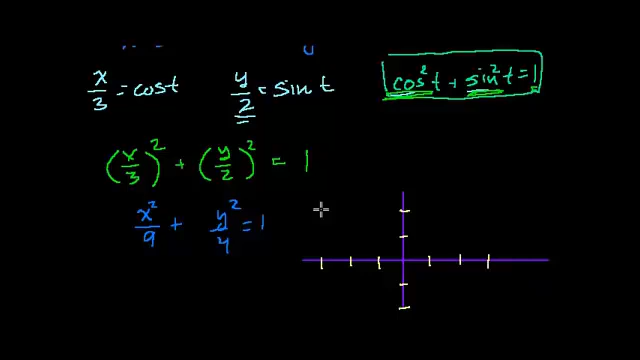 x/3 = cos t   y/2 = sin t   cos² t + sin² t = 1
(x/3)² + (y/2)² = 1
x²/9 + y²/4 = 1